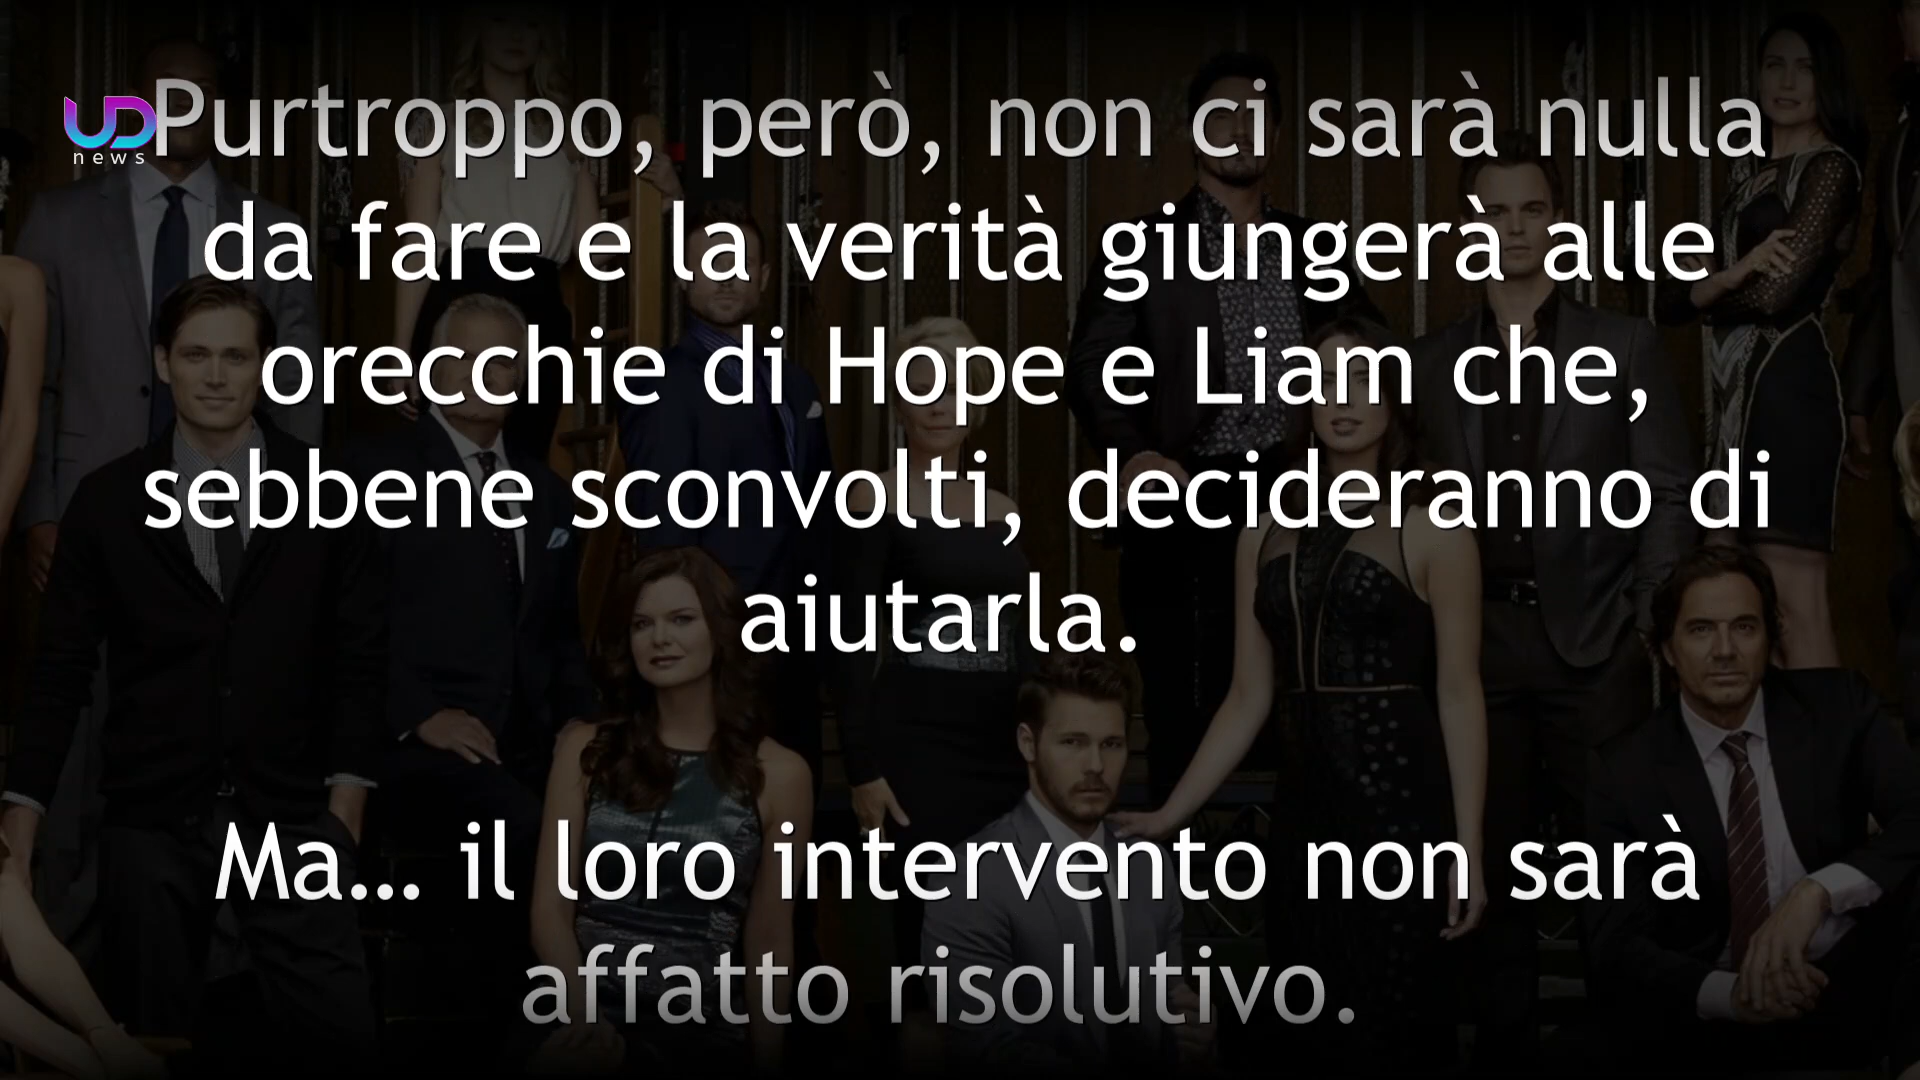 UD
news
Purtroppo, però, non ci sarà nulla
da fare e la verità giungerà alle
orecchie di Hope e Liam che,
sebbene sconvolti, decideranno di
aiutarla.
Ma... il loro intervento non sarà
affatto risolutivo.